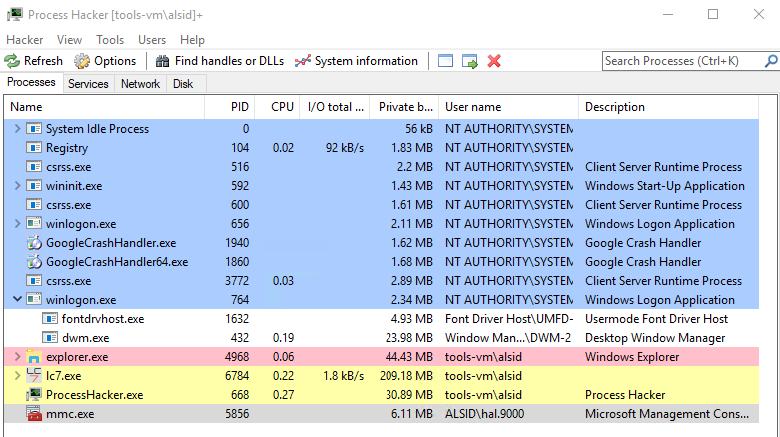 Process Hacker [tools-vm\alsid]+
Hacker View Tools Users Help
Refresh Options Find handles or DLLs System information Search Processes (Ctrl+K)
Processes Services Network Disk
Name PID CPU I/O total ... Private b... User name Description
System Idle Process 0 56 kB NT AUTHORITY\SYSTEM
Registry 104 0.02 92 kB/s 1.83 MB NT AUTHORITY\SYSTEM
csrss.exe 516 2.2 MB NT AUTHORITY\SYSTEM Client Server Runtime Process
wininit.exe 592 1.43 MB NT AUTHORITY\SYSTEM Windows Start-Up Application
csrss.exe 600 1.61 MB NT AUTHORITY\SYSTEM Client Server Runtime Process
winlogon.exe 656 2.11 MB NT AUTHORITY\SYSTEM Windows Logon Application
GoogleCrashHandler.exe 1940 1.62 MB NT AUTHORITY\SYSTEM Google Crash Handler
GoogleCrashHandler64.exe 1860 1.68 MB NT AUTHORITY\SYSTEM Google Crash Handler
csrss.exe 3772 0.03 2.89 MB NT AUTHORITY\SYSTEM Client Server Runtime Process
winlogon.exe 764 2.34 MB NT AUTHORITY\SYSTEM Windows Logon Application
fontdrvhost.exe 1632 4.93 MB Font Driver Host\UMFD- Usermode Font Driver Host
dwm.exe 432 0.19 23.98 MB Window Man...\DWM-2 Desktop Window Manager
explorer.exe 4968 0.06 44.43 MB tools-vm\alsid Windows Explorer
lc7.exe 6784 0.22 1.8 kB/s 209.18 MB tools-vm\alsid
ProcessHacker.exe 668 0.27 30.89 MB tools-vm\alsid Process Hacker
mmc.exe 5856 6.11 MB ALSID\hal.9000 Microsoft Management Cons...